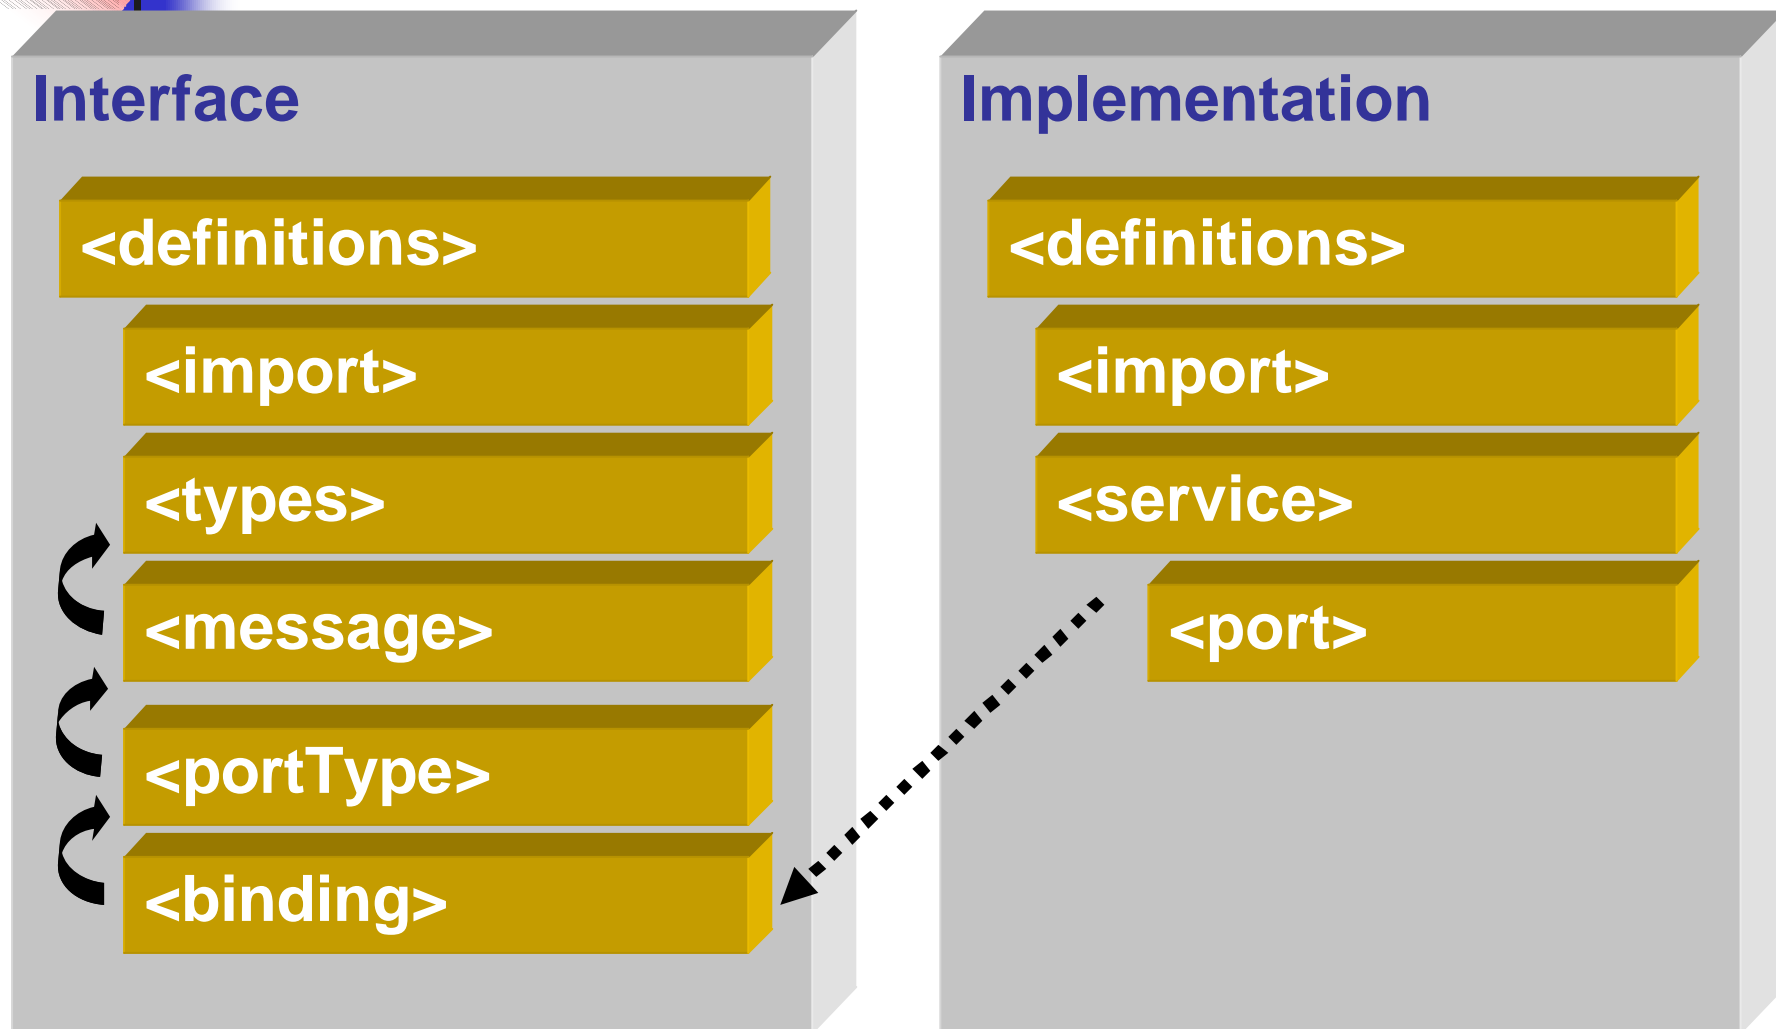 Interface
<definitions>
<import>
<types>
<message>
<portType>
<binding>
Implementation
<definitions>
<import>
<service>
<port>